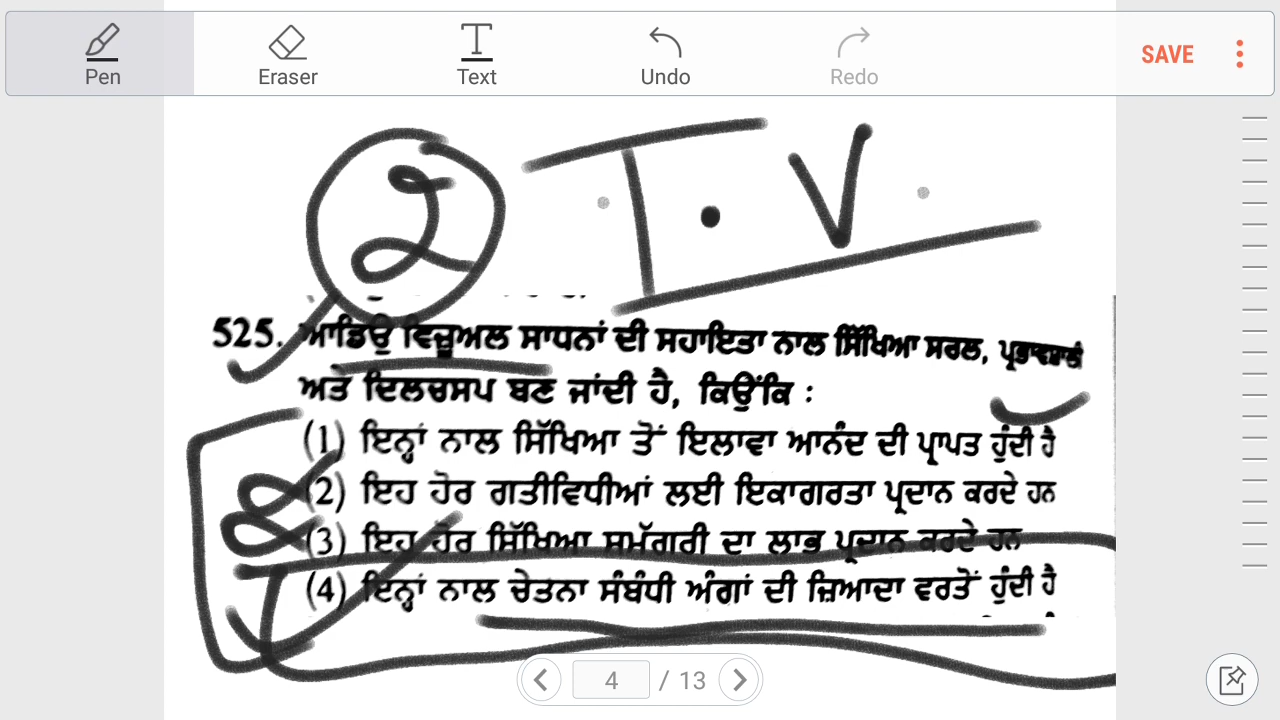 Pen
Eraser
Text
Undo
Redo
SAVE
2 T. V
525. ਆਡਿਉ ਵਿਜ਼ੂਅਲ ਸਾਧਨਾਂ ਦੀ ਸਹਾਇਤਾ ਨਾਲ ਸਿੱਖਿਆ ਸਰਲ, ਪ੍ਰਭਾਵਸ਼ਾਲੀ
ਅਤੇ ਦਿਲਚਸਪ ਬਣ ਜਾਂਦੀ ਹੈ, ਕਿਉਂਕਿ :
(1) ਇਨ੍ਹਾਂ ਨਾਲ ਸਿੱਖਿਆ ਤੋਂ ਇਲਾਵਾ ਆਨੰਦ ਦੀ ਪ੍ਰਾਪਤ ਹੁੰਦੀ ਹੈ
(2) ਇਹ ਹੋਰ ਗਤੀਵਿਧੀਆਂ ਲਈ ਇਕਾਗਰਤਾ ਪ੍ਰਦਾਨ ਕਰਦੇ ਹਨ
(3) ਇਹ ਹੋਰ ਸਿੱਖਿਆ ਸਮੱਗਰੀ ਦਾ ਲਾਭ ਪ੍ਰਦਾਨ ਕਰਦੇ ਹਨ
(4) ਇਨ੍ਹਾਂ ਨਾਲ ਚੇਤਨਾ ਸੰਬੰਧੀ ਅੰਗਾਂ ਦੀ ਜ਼ਿਆਦਾ ਵਰਤੋਂ ਹੁੰਦੀ ਹੈ
4 / 13